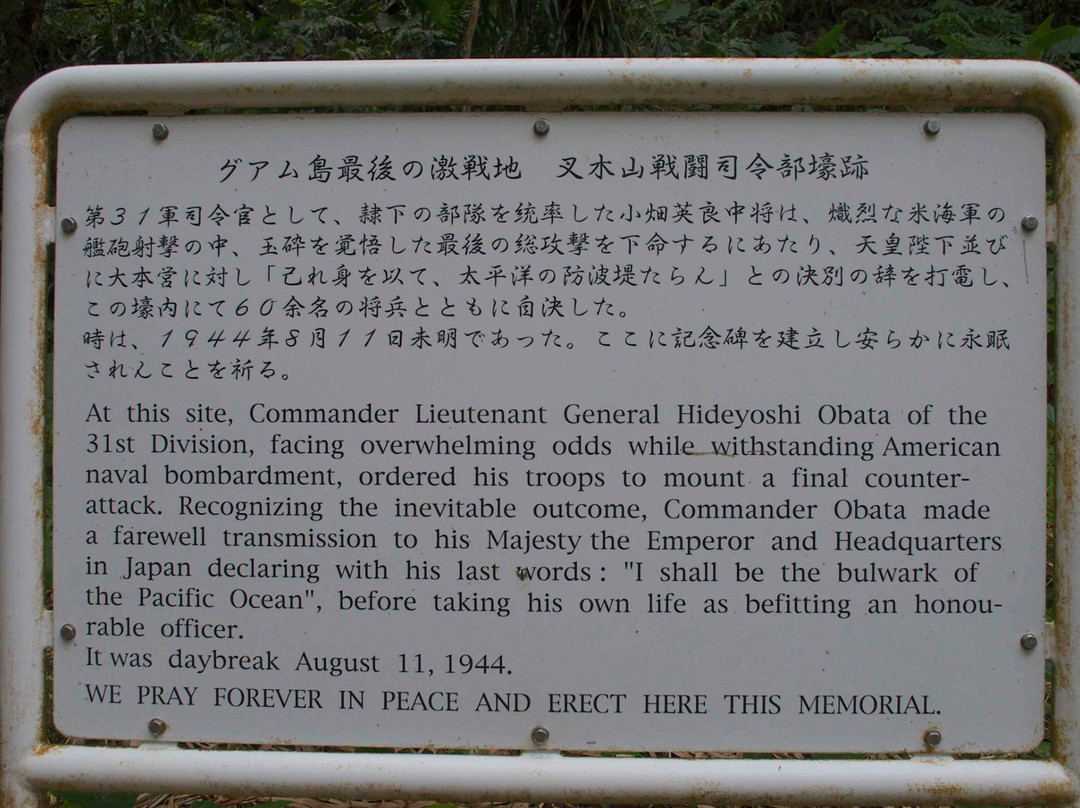 グアム島最後の激戦地　叉木山戦闘司令部壕跡
第３１軍司令官として、隷下の部隊を統率した小畑英良中将は、熾烈な米海軍の
艦砲射撃の中、玉砕を覚悟した最後の総攻撃を下命するにあたり、天皇陛下並び
に大本営に対し「己れ身を以て、太平洋の防波堤たらん」との決別の辞を打電し、
この壕内にて６０余名の将兵とともに自決した。
時は、１９４４年８月１１日未明であった。ここに記念碑を建立し安らかに永眠
されんことを祈る。
At this site, Commander Lieutenant General Hideyoshi Obata of the
31st Division, facing overwhelming odds while withstanding American
naval bombardment, ordered his troops to mount a final counter-
attack. Recognizing the inevitable outcome, Commander Obata made
a farewell transmission to his Majesty the Emperor and Headquarters
in Japan declaring with his last words : "I shall be the bulwark of
the Pacific Ocean", before taking his own life as befitting an honou-
rable officer.
It was daybreak August 11, 1944.
WE PRAY FOREVER IN PEACE AND ERECT HERE THIS MEMORIAL.